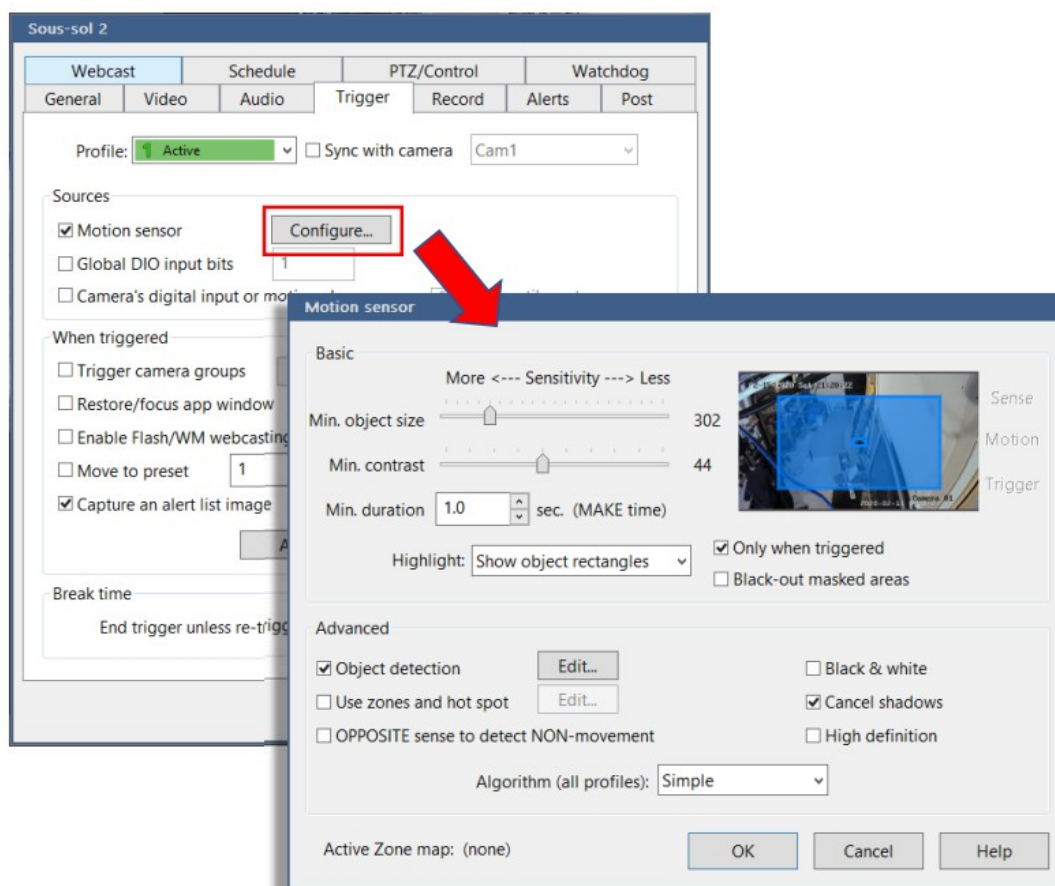 Sous-sol 2
Webcast Schedule PTZ/Control Watchdog
General Video Audio Trigger Record Alerts Post
Profile: 1 Active Sync with camera Cam1
Sources
Motion sensor Configure...
Global DIO input bits 1
Camera's digital input or
When triggered
Trigger camera groups
Restore/focus app window
Enable Flash/WM webcasting
Move to preset 1
Capture an alert list image
A
Break time
End trigger unless re-trigg
Motion sensor
Basic
More <--- Sensitivity ---> Less
Min. object size 302
Min. contrast 44
Min. duration 1.0 sec. (MAKE time)
Highlight: Show object rectangles
Sense
Motion
Trigger
Camera 01
Only when triggered
Black-out masked areas
Advanced
Object detection Edit... Black & white
Use zones and hot spot Edit... Cancel shadows
OPPOSITE sense to detect NON-movement High definition
Algorithm (all profiles): Simple
Active Zone map: (none) OK Cancel Help